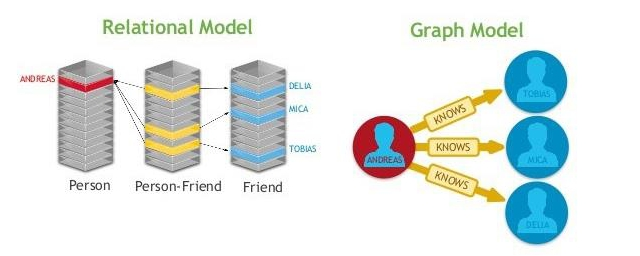 Relational Model
ANDREAS
DELIA
MICA
TOBIAS
Person
Person-Friend
Friend
Graph Model
ANDREAS
KNOWS
KNOWS
KNOWS
TOBIAS
MICA
DELIA